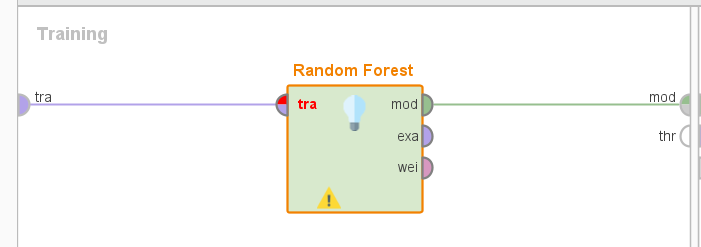 Training
Random Forest
tra
tra
mod
mod
exa
thr
wei